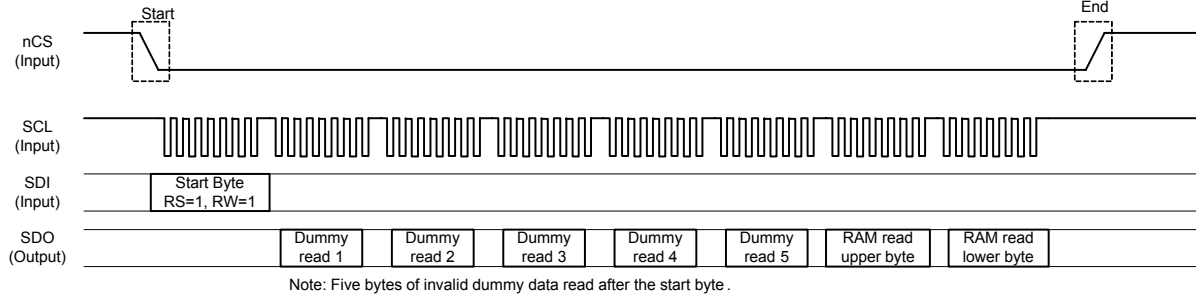 Start
End
nCS
(Input)
SCL
(Input)
SDI
(Input)
Start Byte
RS=1, RW=1
SDO
(Output)
Dummy
read 1
Dummy
read 2
Dummy
read 3
Dummy
read 4
Dummy
read 5
RAM read
upper byte
RAM read
lower byte
Note: Five bytes of invalid dummy data read after the start byte.